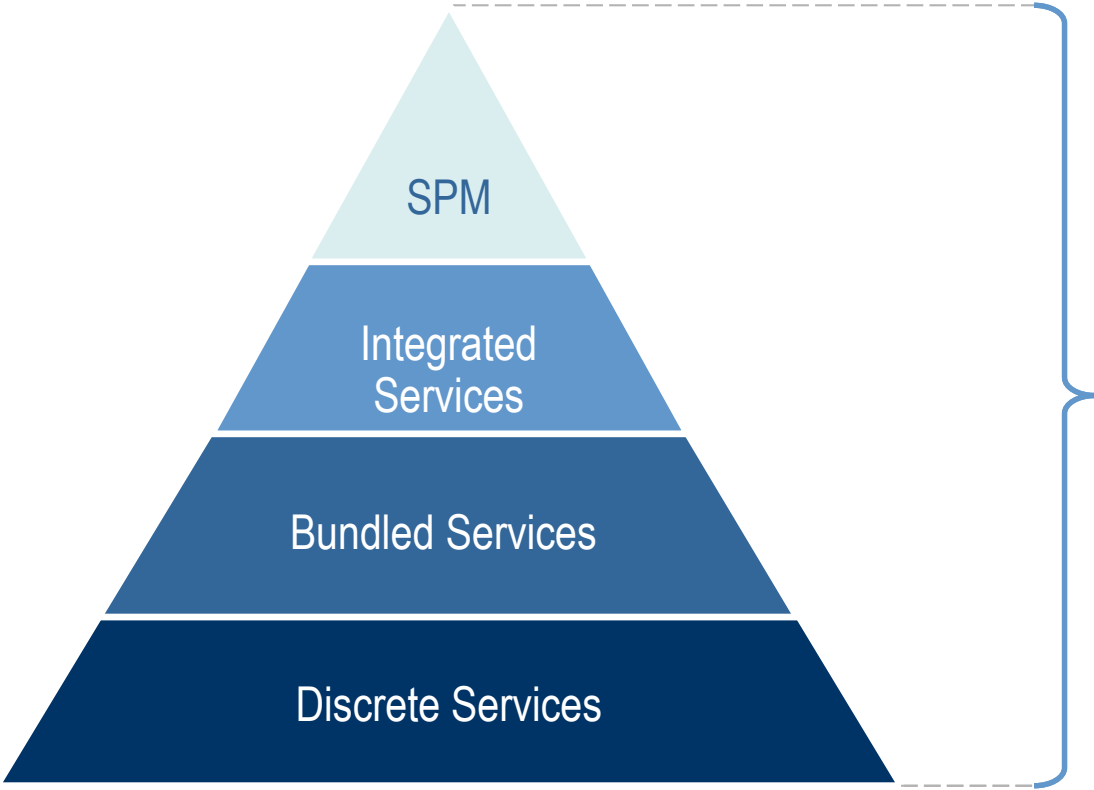 SPM
Integrated
Services
Bundled Services
Discrete Services